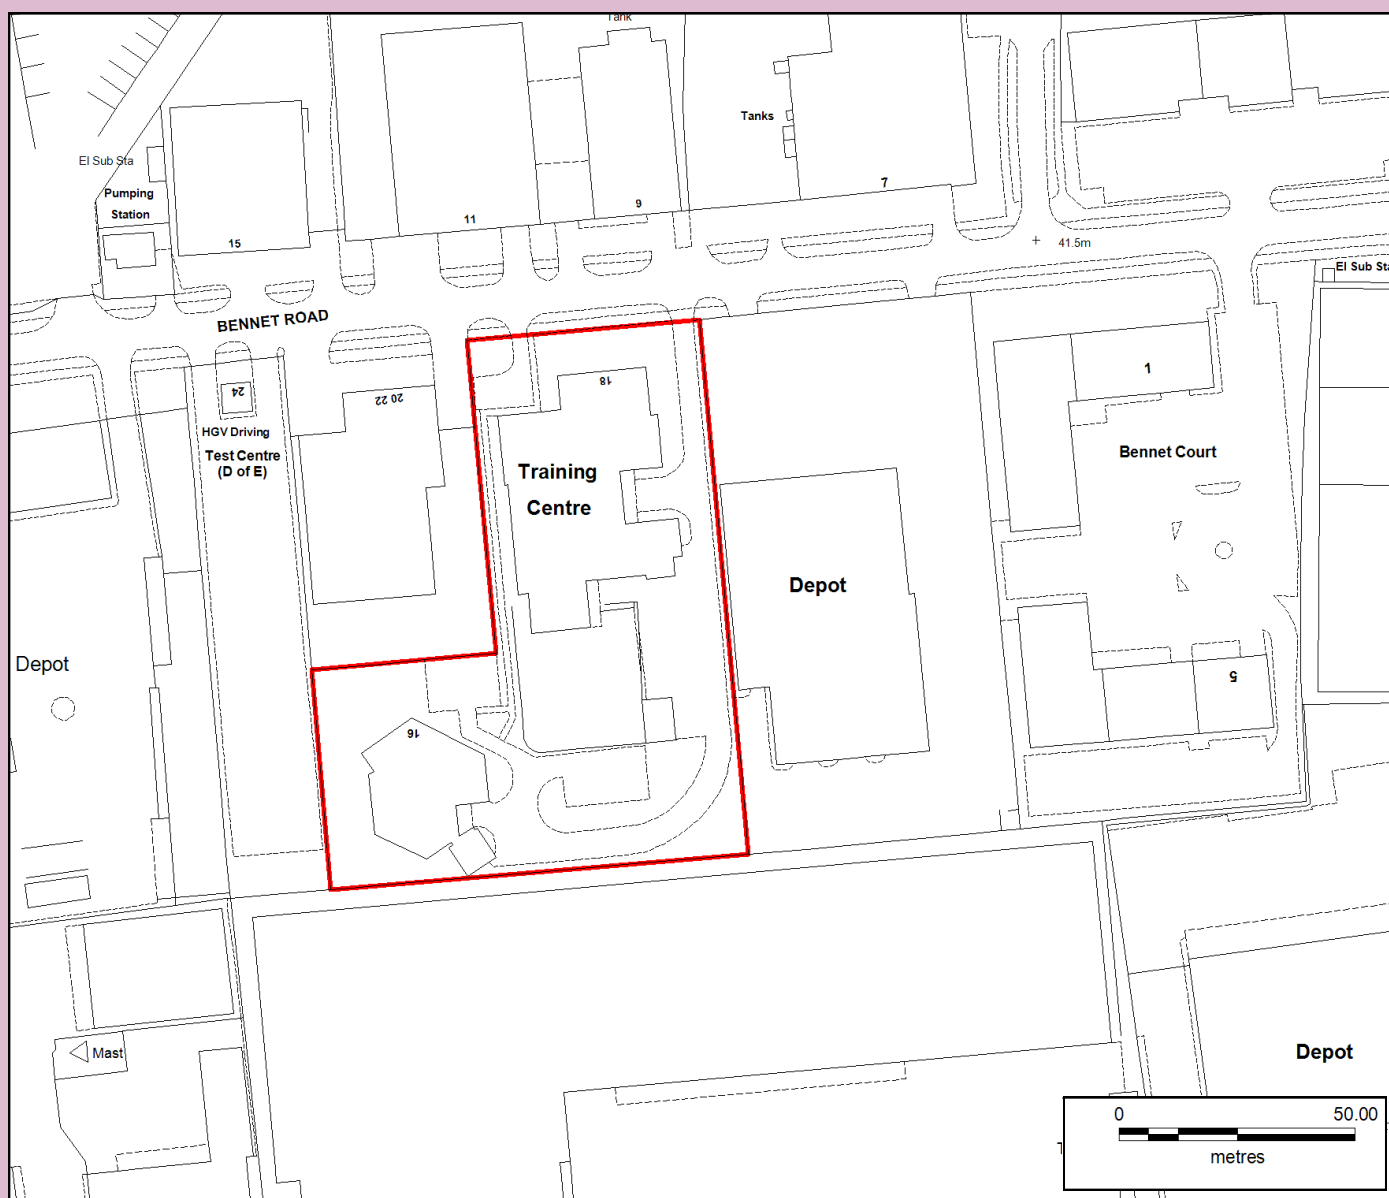 Tank
Tanks
El Sub Sta
Pumping
Station
7
9
11
15
41.5m
El Sub Sta
BENNET ROAD
1
18
24
20 22
HGV Driving
Test Centre
(D of E)
Bennet Court
Training
Centre
Depot
Depot
5
16
Mast
Depot
0 50.00
metres